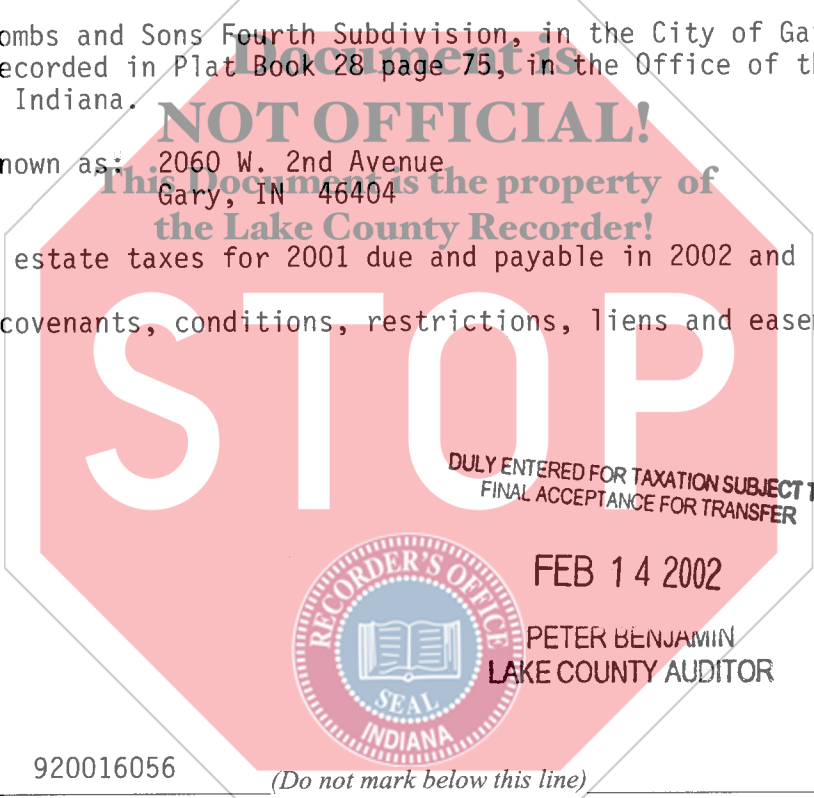 ombs and Sons Fourth Subdivision, in the City of Ga
Document is
ecorded in Plat Book 28 page 75, in the Office of th
Indiana.
NOT OFFICIAL!
nown as: 2060 W. 2nd Avenue
This Document is the property of
Gary, IN 46404
the Lake County Recorder!
estate taxes for 2001 due and payable in 2002 and
covenants, conditions, restrictions, liens and ease
STOP
DULY ENTERED FOR TAXATION SUBJECT T
FINAL ACCEPTANCE FOR TRANSFER
FEB 14 2002
PETER BENJAMIN
LAKE COUNTY AUDITOR
RECORDER'S OFFICE
SEAL
INDIANA
920016056
(Do not mark below this line)